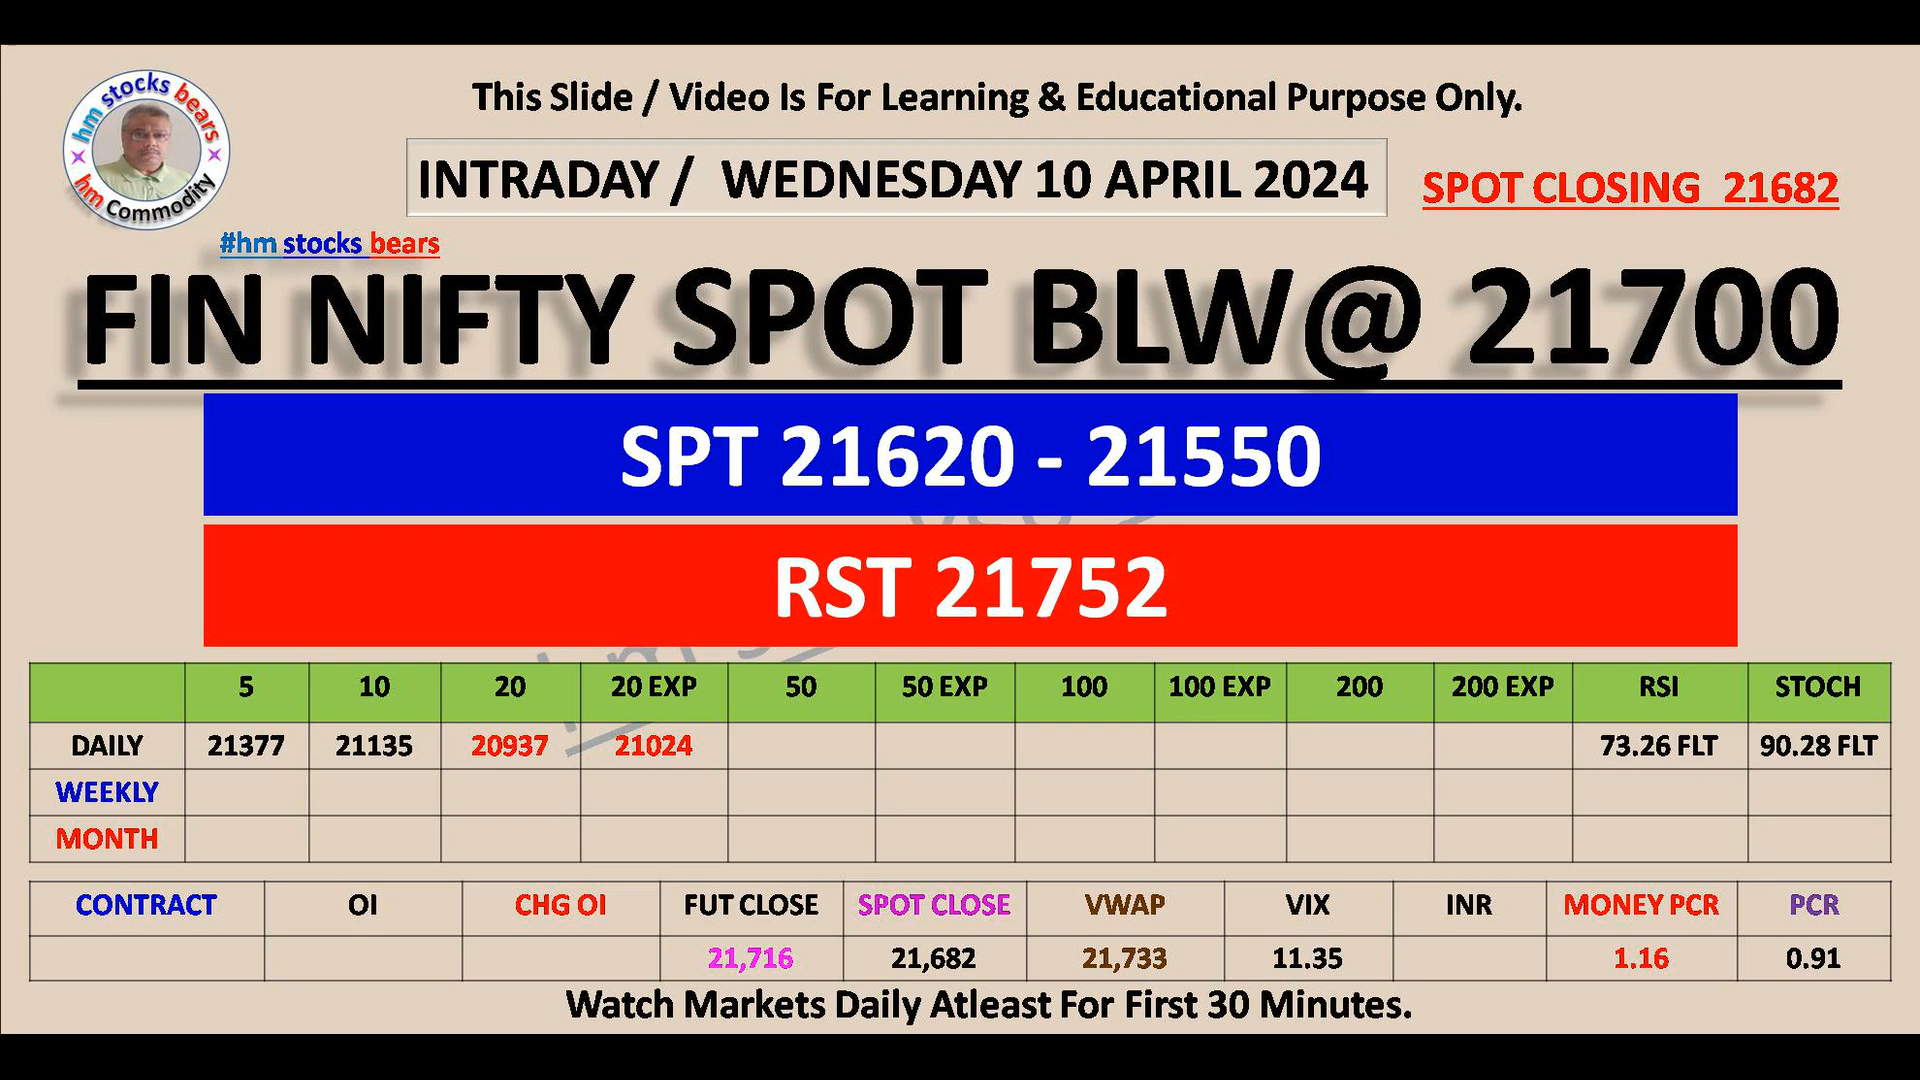 hm stocks bears
hm Commodity
This Slide / Video Is For Learning & Educational Purpose Only.
INTRADAY / WEDNESDAY 10 APRIL 2024
SPOT CLOSING 21682
#hm stocks bears
FIN NIFTY SPOT BLW@ 21700
SPT 21620 - 21550
RST 21752
5 10 20 20 EXP 50 50 EXP 100 100 EXP 200 200 EXP RSI STOCH
DAILY 21377 21135 20937 21024 73.26 FLT 90.28 FLT
WEEKLY
MONTH
CONTRACT OI CHG OI FUT CLOSE SPOT CLOSE VWAP VIX INR MONEY PCR PCR
21,716 21,682 21,733 11.35 1.16 0.91
Watch Markets Daily Atleast For First 30 Minutes.